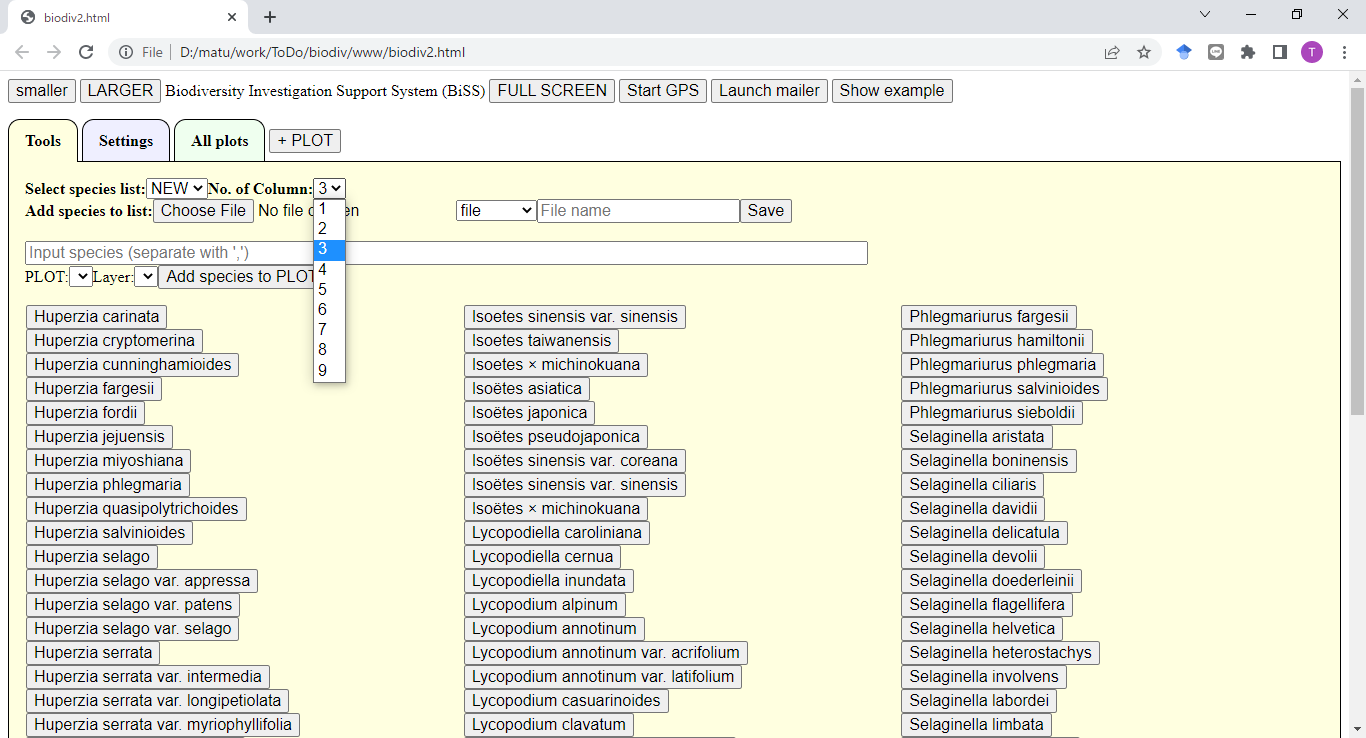 biodiv2.html
File D:/matu/work/ToDo/biodiv/www/biodiv2.html
T
smaller LARGER Biodiversity Investigation Support System (BiSS) FULL SCREEN Start GPS Launch mailer Show example
Tools Settings All plots + PLOT
Select species list: NEW No. of Column: 3
Add species to list: Choose File No file file File name Save
Input species (separate with ',')
PLOT: Layer: Add species to PLOT
1
2
3
4
5
6
7
8
9
Huperzia carinata Isoetes sinensis var. sinensis Phlegmariurus fargesii
Huperzia cryptomerina Isoetes taiwanensis Phlegmariurus hamiltonii
Huperzia cunninghamioides Isoetes × michinokuana Phlegmariurus phlegmaria
Huperzia fargesii Isoëtes asiatica Phlegmariurus salvinioides
Huperzia fordii Isoëtes japonica Phlegmariurus sieboldii
Huperzia jejuensis Isoëtes pseudojaponica Selaginella aristata
Huperzia miyoshiana Isoëtes sinensis var. coreana Selaginella boninensis
Huperzia phlegmaria Isoëtes sinensis var. sinensis Selaginella ciliaris
Huperzia quasipolytrichoides Isoëtes × michinokuana Selaginella davidii
Huperzia salvinioides Lycopodiella caroliniana Selaginella delicatula
Huperzia selago Lycopodiella cernua Selaginella devolii
Huperzia selago var. appressa Lycopodiella inundata Selaginella doederleinii
Huperzia selago var. patens Lycopodium alpinum Selaginella flagellifera
Huperzia selago var. selago Lycopodium annotinum Selaginella helvetica
Huperzia serrata Lycopodium annotinum var. acrifolium Selaginella heterostachys
Huperzia serrata var. intermedia Lycopodium annotinum var. latifolium Selaginella involvens
Huperzia serrata var. longipetiolata Lycopodium casuarinoides Selaginella labordei
Huperzia serrata var. myriophyllifolia Lycopodium clavatum Selaginella limbata